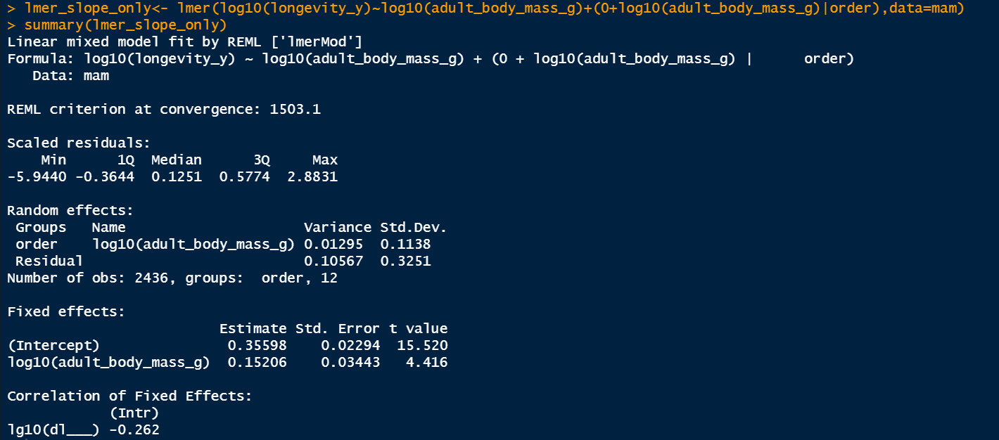 > lmer_slope_only<- lmer(log10(longevity_y)~log10(adult_body_mass_g)+(0+log10(adult_body_mass_g)|order),data=mam)
> summary(lmer_slope_only)
Linear mixed model fit by REML ['lmerMod']
Formula: log10(longevity_y) ~ log10(adult_body_mass_g) + (0 + log10(adult_body_mass_g) |      order)
   Data: mam
REML criterion at convergence: 1503.1
Scaled residuals:
    Min      1Q  Median      3Q     Max
-5.9440 -0.3644  0.1251  0.5774  2.8831
Random effects:
 Groups   Name                     Variance Std.Dev.
 order    log10(adult_body_mass_g) 0.01295  0.1138
 Residual                          0.10567  0.3251
Number of obs: 2436, groups:  order, 12
Fixed effects:
                         Estimate Std. Error t value
(Intercept)               0.35598    0.02294  15.520
log10(adult_body_mass_g)  0.15206    0.03443   4.416
Correlation of Fixed Effects:
            (Intr)
lg10(dl___) -0.262